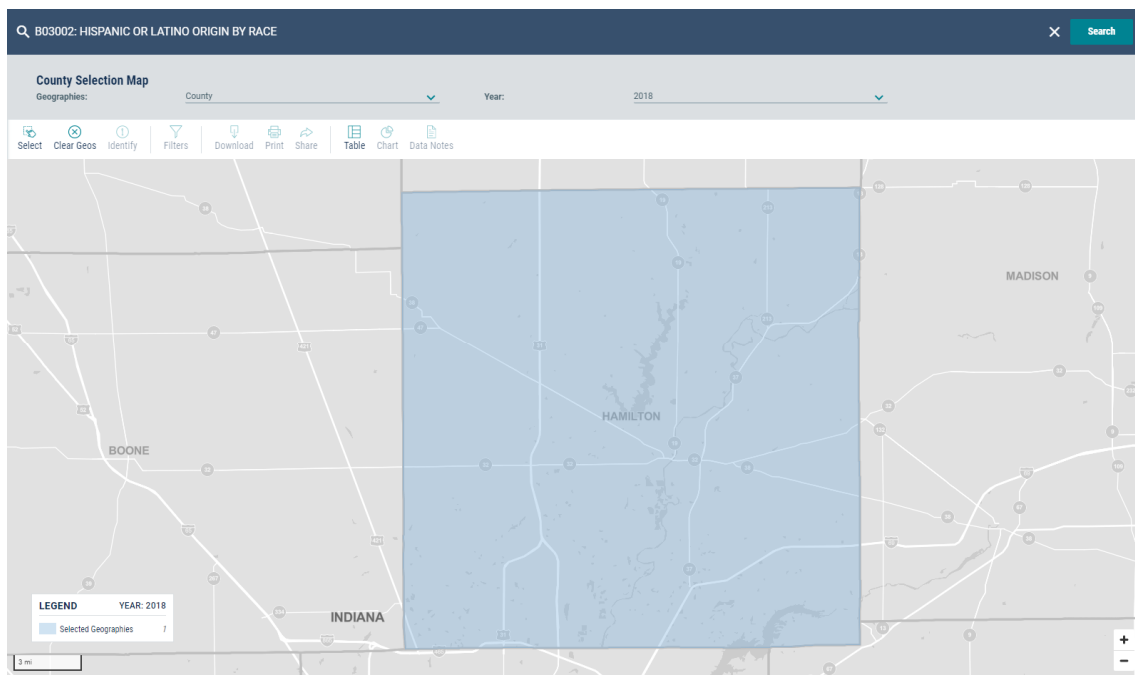 B03002: HISPANIC OR LATINO ORIGIN BY RACE
Search
County Selection Map
Geographies: County Year: 2018
Select Clear Geos Identify Filters Download Print Share Table Chart Data Notes
MADISON
HAMILTON
BOONE
INDIANA
LEGEND YEAR: 2018
Selected Geographies 1
3 mi
+
−